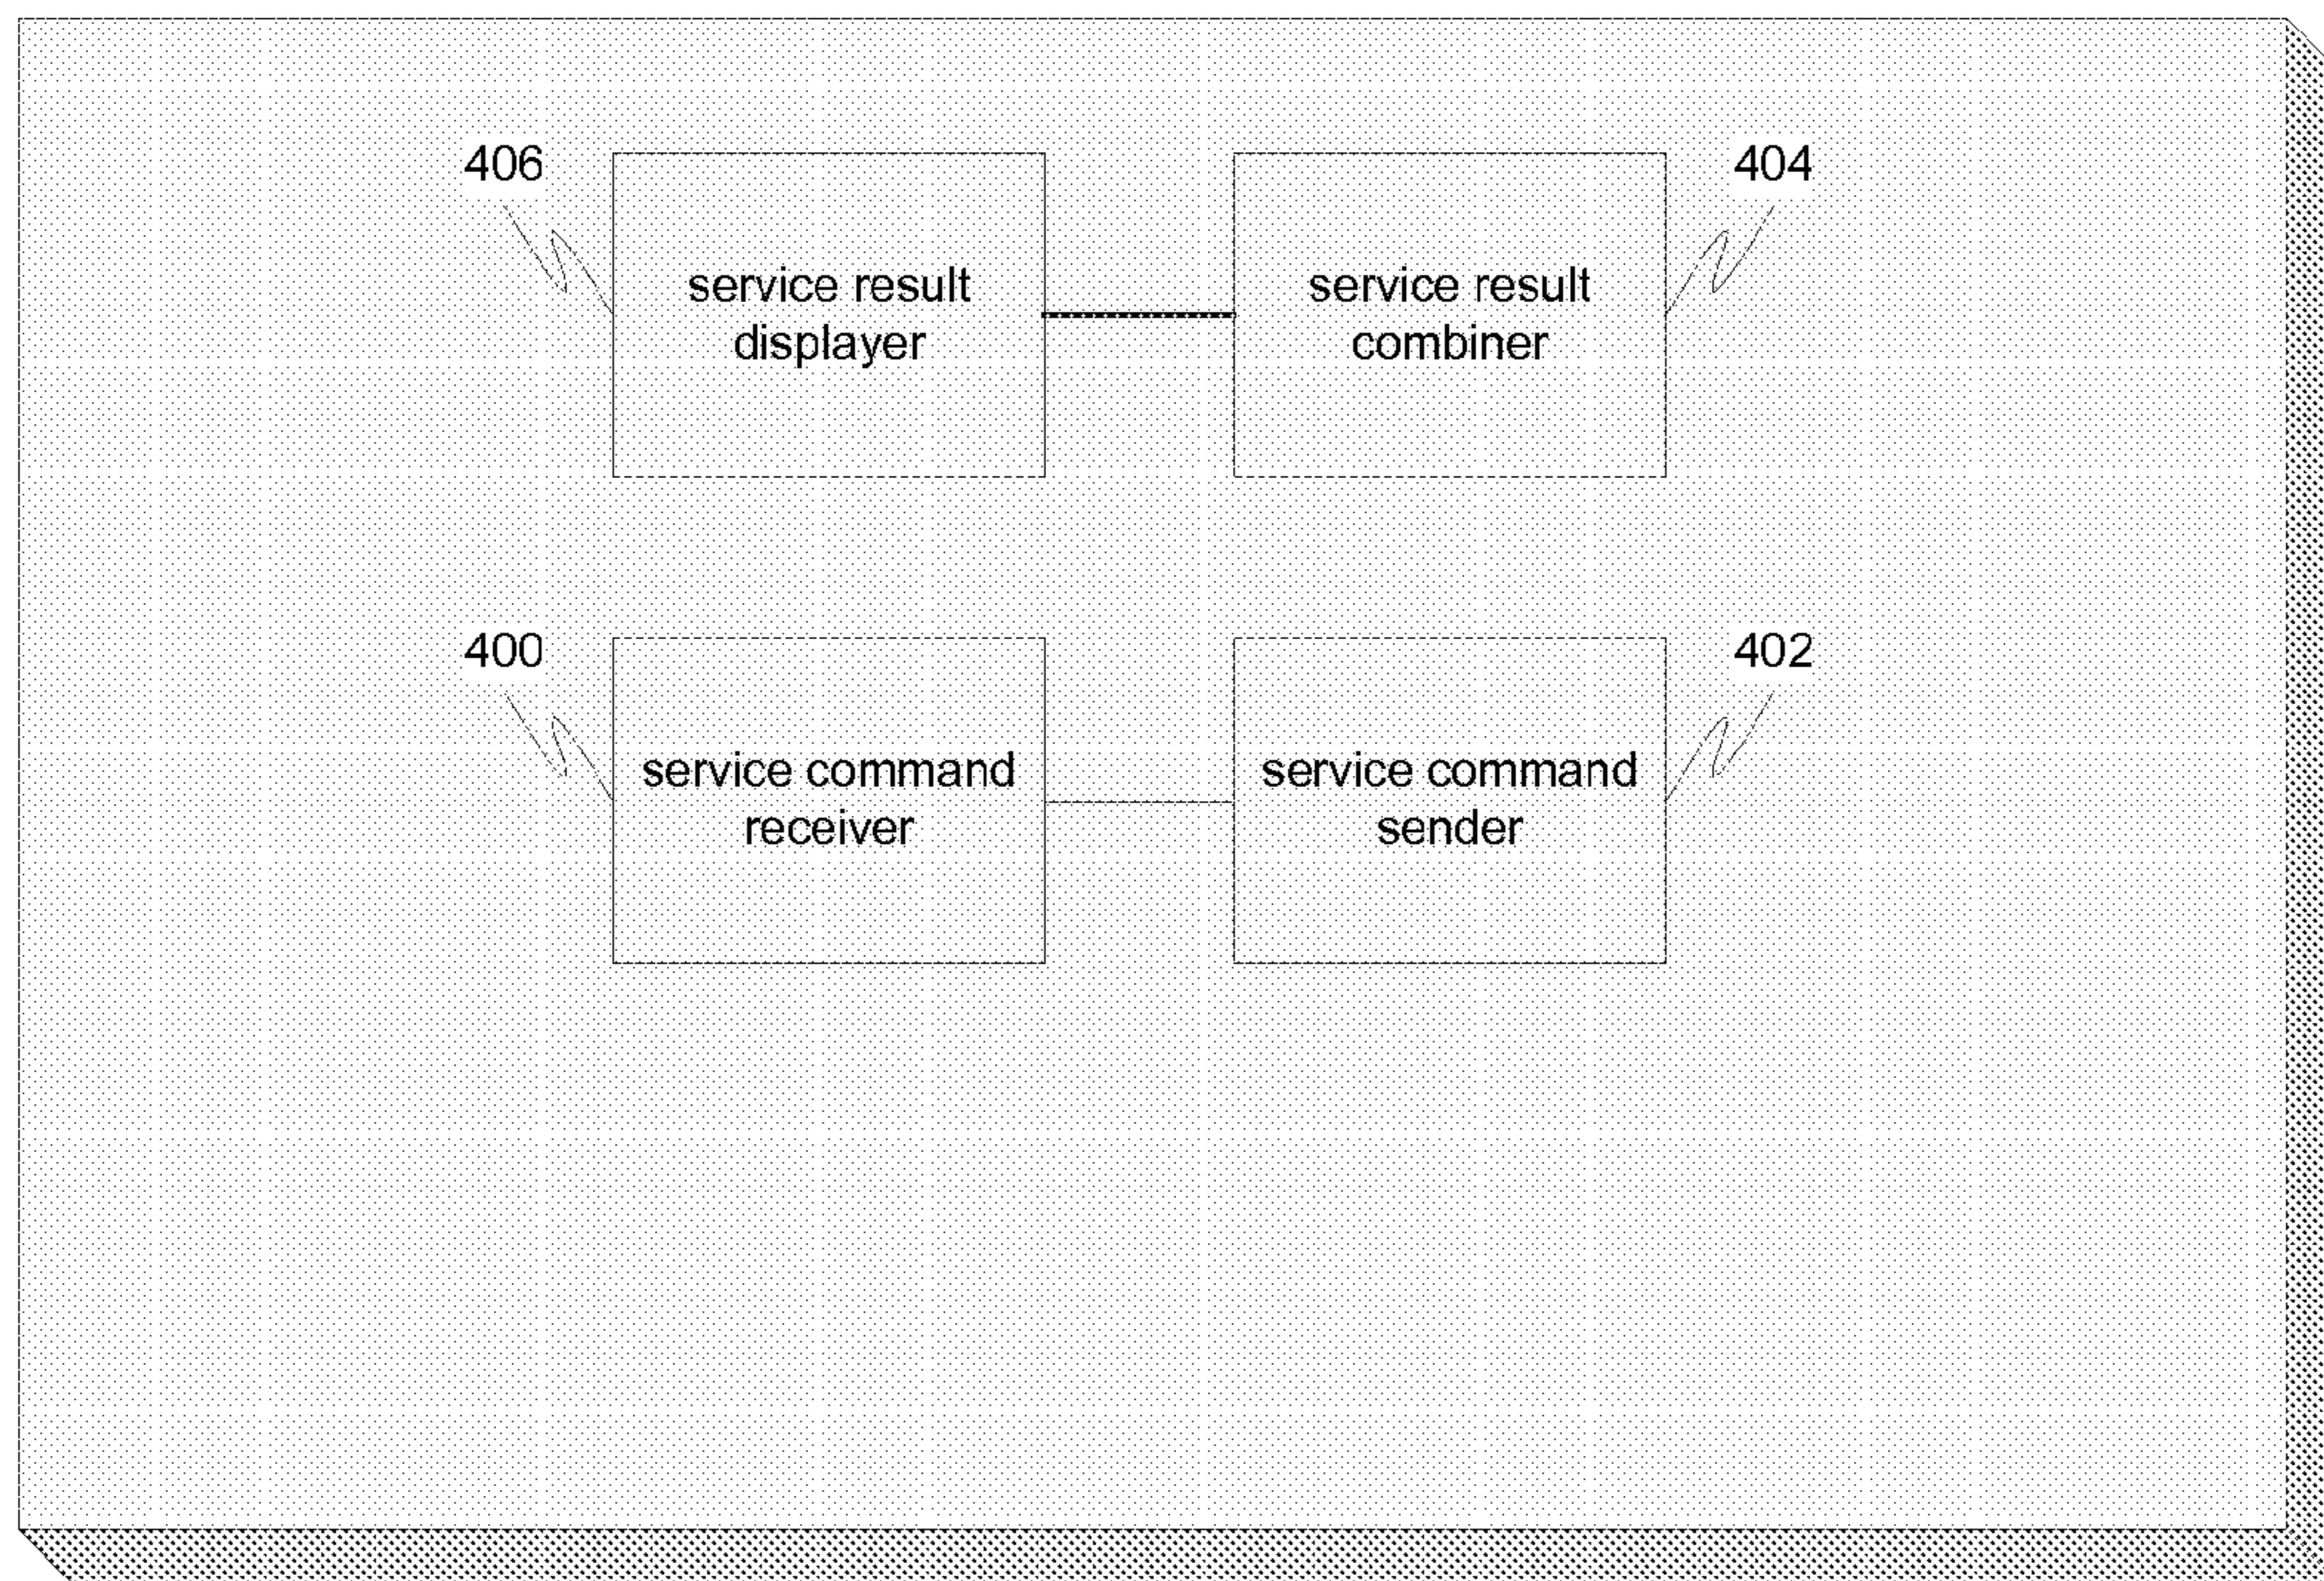 406
service result
displayer
service result
combiner
404
400
service command
receiver
service command
sender
402